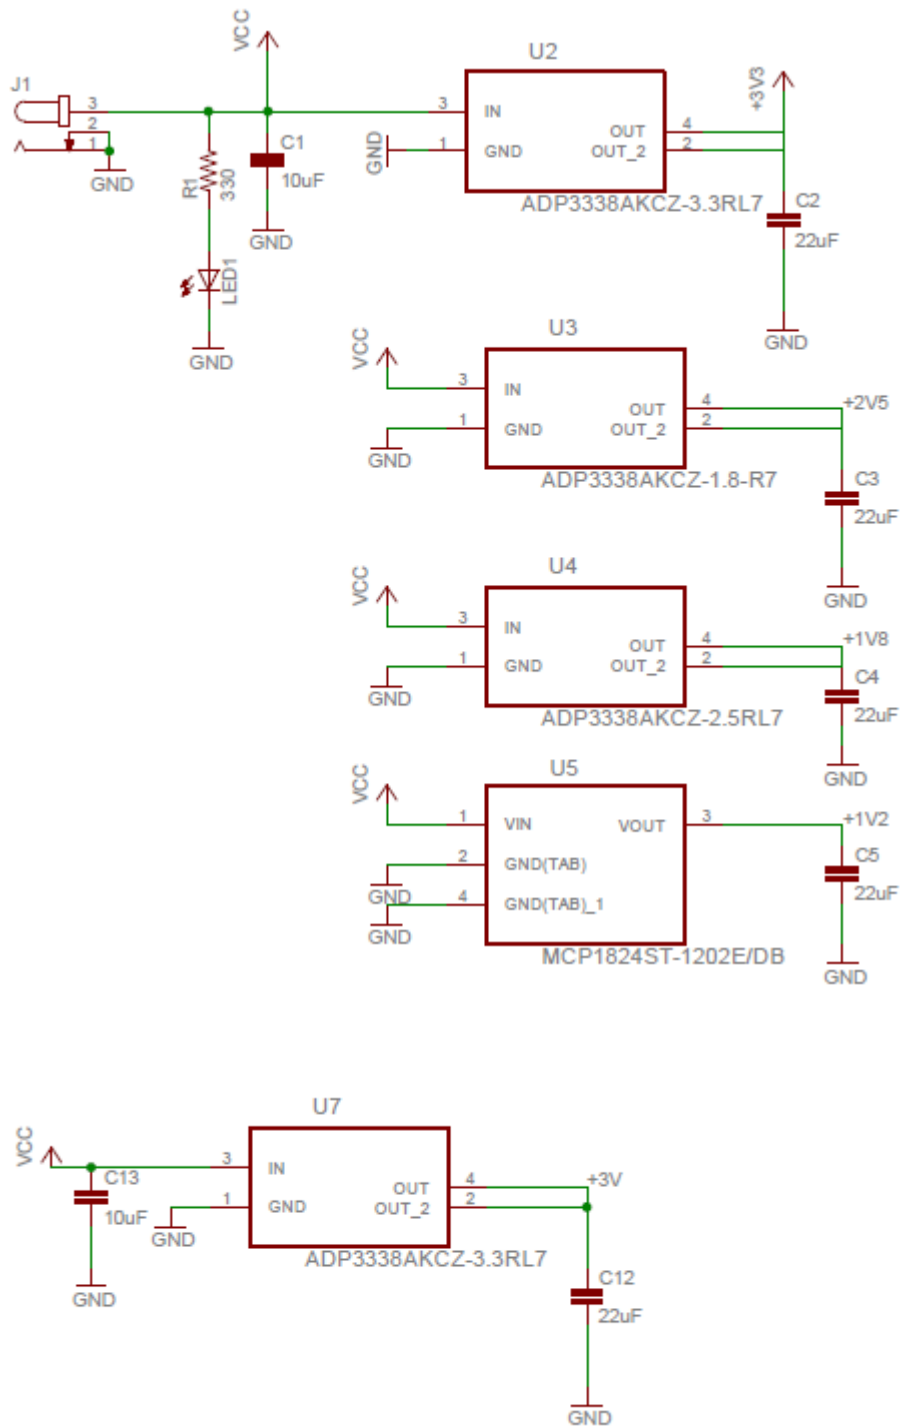 VCC
U2
J1
3
2
1
GND
R1
330
LED1
GND
C1
10uF
GND
GND
3
1
IN
GND
OUT
OUT_2
4
2
ADP3338AKCZ-3.3RL7
+3V3
C2
22uF
GND
U3
VCC
3
1
GND
IN
GND
OUT
OUT_2
4
2
ADP3338AKCZ-1.8-R7
+2V5
C3
22uF
GND
U4
VCC
3
1
GND
IN
GND
OUT
OUT_2
4
2
ADP3338AKCZ-2.5RL7
+1V8
C4
22uF
GND
U5
VCC
1
2
4
GND
GND
VIN
GND(TAB)
GND(TAB)_1
VOUT
3
MCP1824ST-1202E/DB
+1V2
C5
22uF
GND
U7
VCC
C13
10uF
GND
3
1
GND
IN
GND
OUT
OUT_2
4
2
ADP3338AKCZ-3.3RL7
+3V
C12
22uF
GND